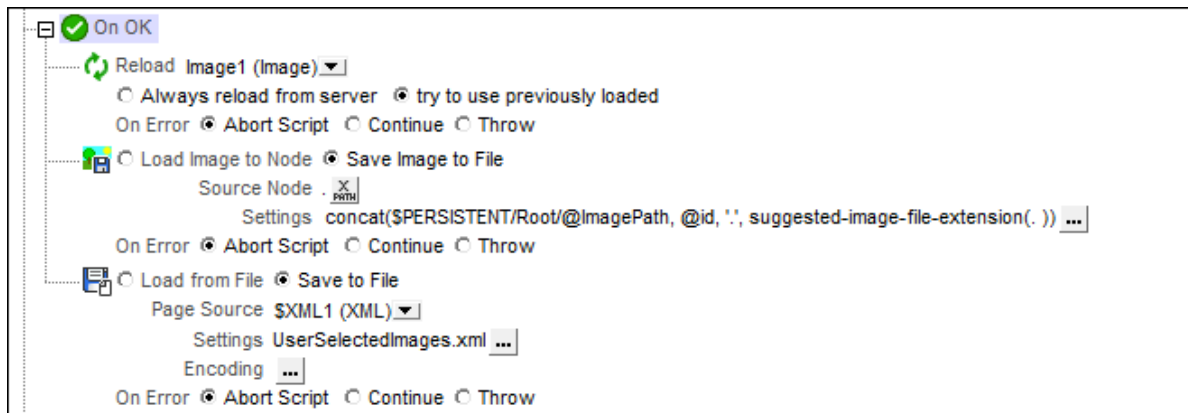 On OK
Reload Image1 (Image)
Always reload from server try to use previously loaded
On Error Abort Script Continue Throw
Load Image to Node Save Image to File
Source Node . X PATH
Settings concat($PERSISTENT/Root/@ImagePath, @id, '.', suggested-image-file-extension(. )) ...
On Error Abort Script Continue Throw
Load from File Save to File
Page Source $XML1 (XML)
Settings UserSelectedImages.xml ...
Encoding ...
On Error Abort Script Continue Throw